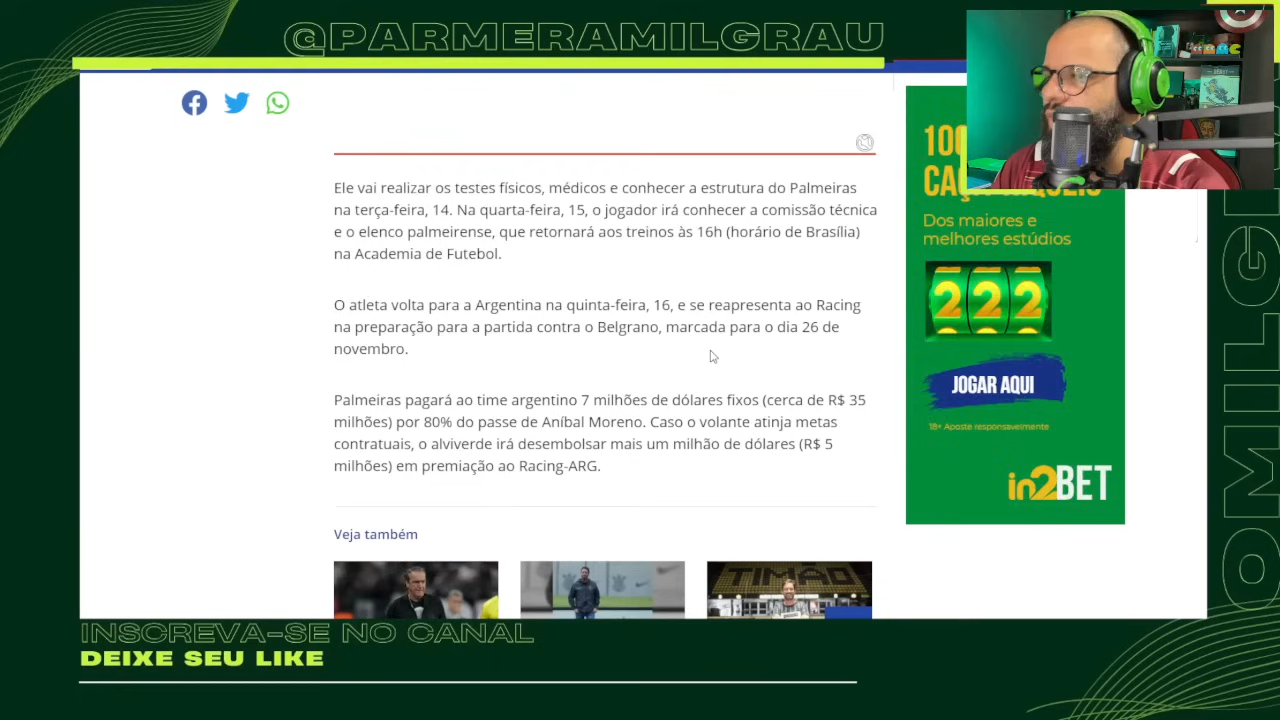 @PARMERAMILGRAU
Ele vai realizar os testes físicos, médicos e conhecer a estrutura do Palmeiras
na terça-feira, 14. Na quarta-feira, 15, o jogador irá conhecer a comissão técnica
e o elenco palmeirense, que retornará aos treinos às 16h (horário de Brasília)
na Academia de Futebol.
O atleta volta para a Argentina na quinta-feira, 16, e se reapresenta ao Racing
na preparação para a partida contra o Belgrano, marcada para o dia 26 de
novembro.
Palmeiras pagará ao time argentino 7 milhões de dólares fixos (cerca de R$ 35
milhões) por 80% do passe de Aníbal Moreno. Caso o volante atinja metas
contratuais, o alviverde irá desembolsar mais um milhão de dólares (R$ 5
milhões) em premiação ao Racing-ARG.
Veja também
TIMÃO
Dos maiores e
melhores estúdios
222
JOGAR AQUI
18+ Aposte responsavelmente
in2BET
INSCREVA-SE NO CANAL
DEIXE SEU LIKE